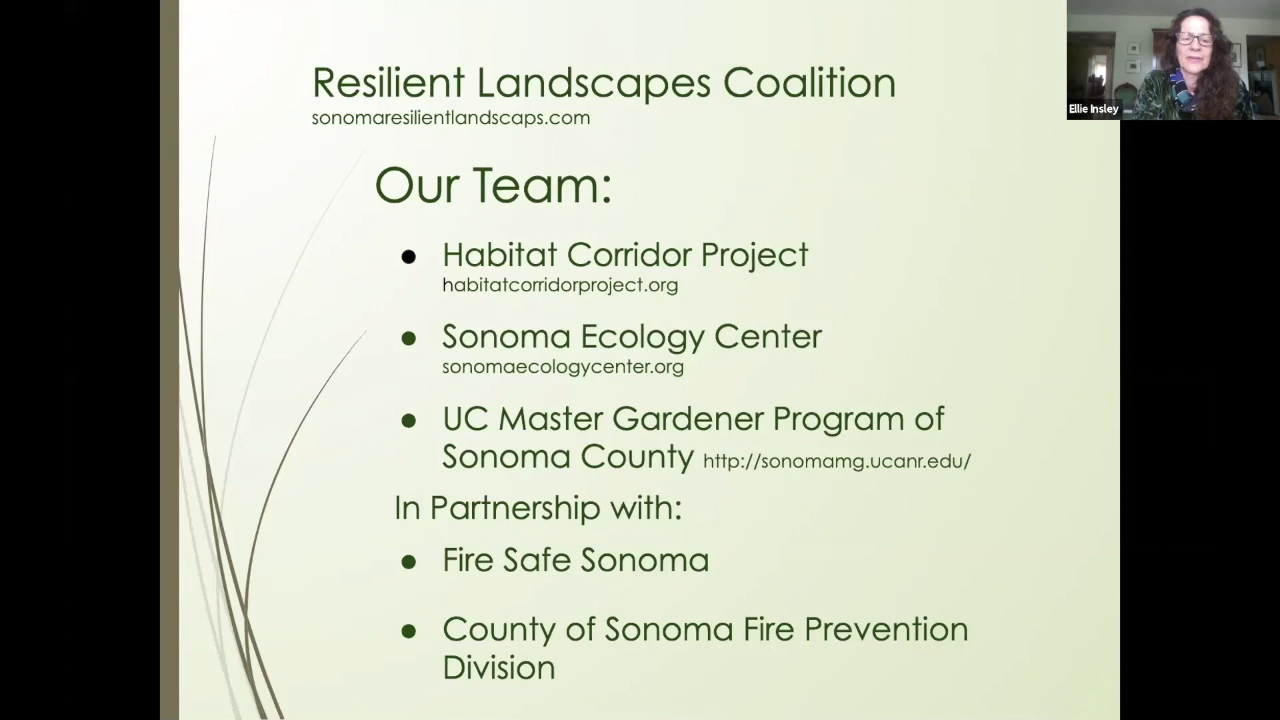 Resilient Landscapes Coalition
sonomaresilientlandscaps.com
Ellie Insley
Our Team:
● Habitat Corridor Project
habitatcorridorproject.org
● Sonoma Ecology Center
sonomaecologycenter.org
● UC Master Gardener Program of
Sonoma County http://sonomamg.ucanr.edu/
In Partnership with:
● Fire Safe Sonoma
● County of Sonoma Fire Prevention
Division